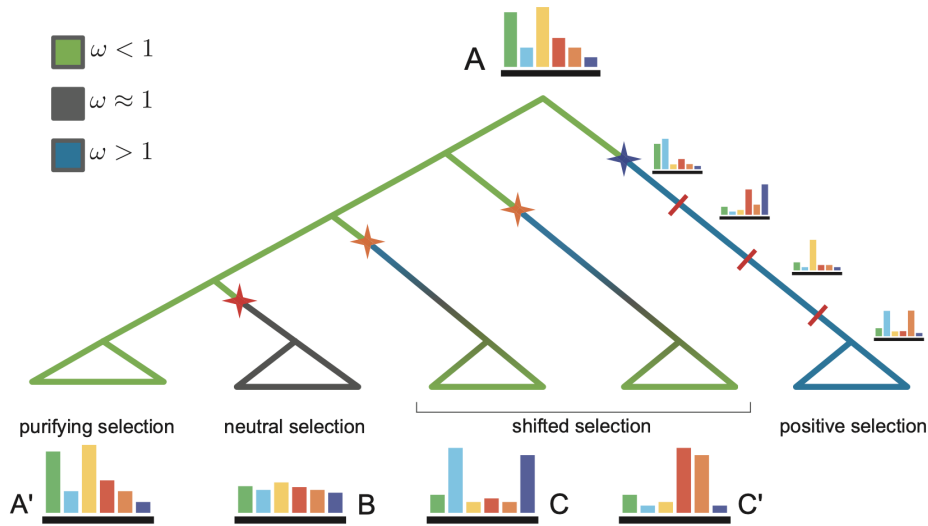 ω < 1
A
ω ≈ 1
ω > 1
purifying selection
neutral selection
shifted selection
positive selection
A'
B
C
C'